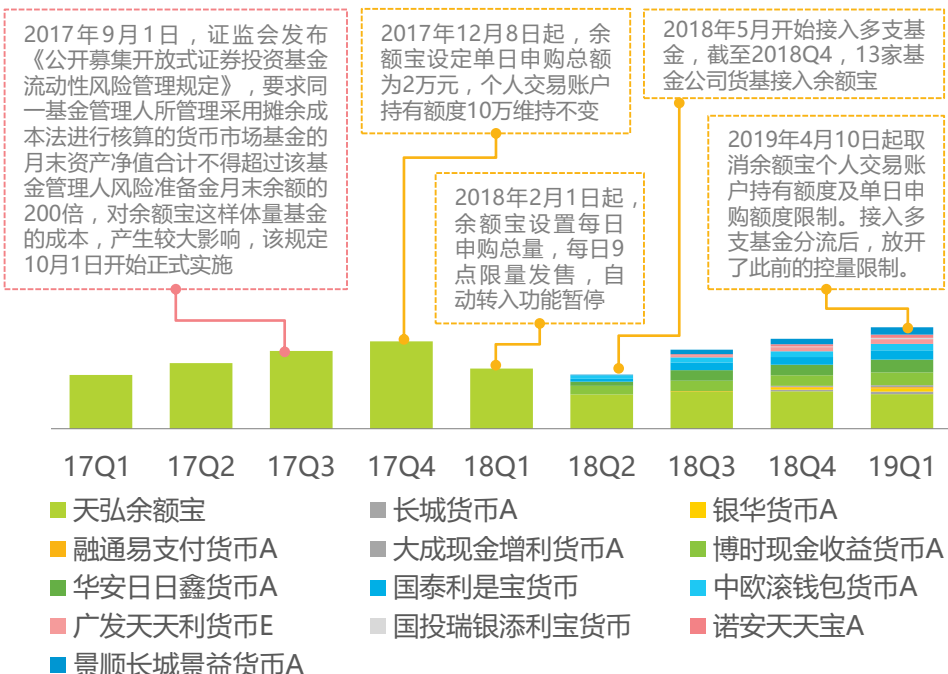 2017年9月1日，证监会发布
《公开募集开放式证券投资基金
流动性风险管理规定》，要求同
一基金管理人所管理采用摊余成
本法进行核算的货币市场基金的
月末资产净值合计不得超过该基
金管理人风险准备金月末余额的
200倍，对余额宝这样体量基金
的成本，产生较大影响，该规定
10月1日开始正式实施
2017年12月8日起，余
额宝设定单日申购总额
为2万元，个人交易账户
持有额度10万维持不变
2018年2月1日起，
余额宝设置每日
申购总量，每日9
点限量发售，自
动转入功能暂停
2018年5月开始接入多支基
金，截至2018Q4，13家基
金公司货基接入余额宝
2019年4月10日起取
消余额宝个人交易账
户持有额度及单日申
购额度限制。接入多
支基金分流后，放开
了此前的控量限制。
17Q1 17Q2 17Q3 17Q4 18Q1 18Q2 18Q3 18Q4 19Q1
天弘余额宝 长城货币A 银华货币A
融通易支付货币A 大成现金增利货币A 博时现金收益货币A
华安日日鑫货币A 国泰利是宝货币 中欧滚钱包货币A
广发天天利货币E 国投瑞银添利宝货币 诺安天天宝A
景顺长城景益货币A